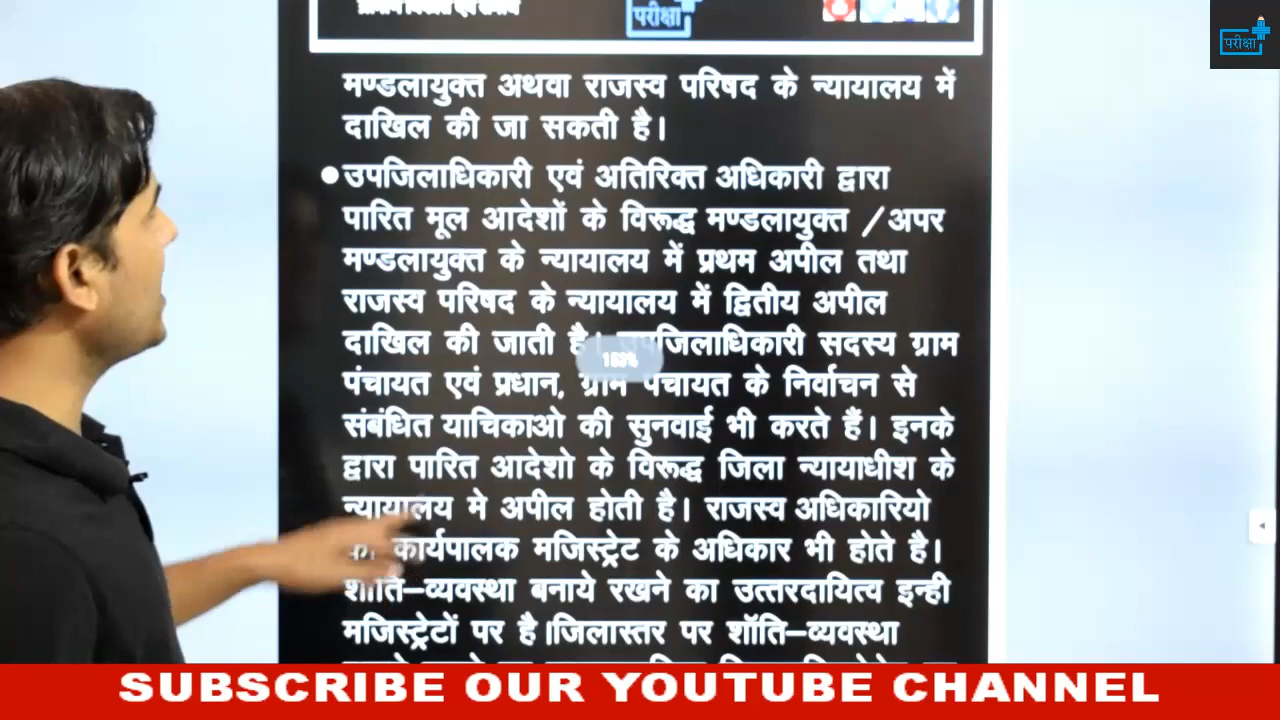 परीक्षा
परीक्षा
मण्डलायुक्त अथवा राजस्व परिषद के न्यायालय में
दाखिल की जा सकती है।
● उपजिलाधिकारी एवं अतिरिक्त अधिकारी द्वारा
पारित मूल आदेशों के विरूद्ध मण्डलायुक्त /अपर
मण्डलायुक्त के न्यायालय में प्रथम अपील तथा
राजस्व परिषद के न्यायालय में द्वितीय अपील
दाखिल की जाती है। उपजिलाधिकारी सदस्य ग्राम
पंचायत एवं प्रधान, ग्राम पंचायत के निर्वाचन से
संबंधित याचिकाओ की सुनवाई भी करते हैं। इनके
द्वारा पारित आदेशो के विरूद्ध जिला न्यायाधीश के
न्यायालय मे अपील होती है। राजस्व अधिकारियो
कार्यपालक मजिस्ट्रेट के अधिकार भी होते है।
शॉति–व्यवस्था बनाये रखने का उत्तरदायित्व इन्ही
मजिस्ट्रेटों पर है।जिलास्तर पर शॉति–व्यवस्था
SUBSCRIBE OUR YOUTUBE CHANNEL